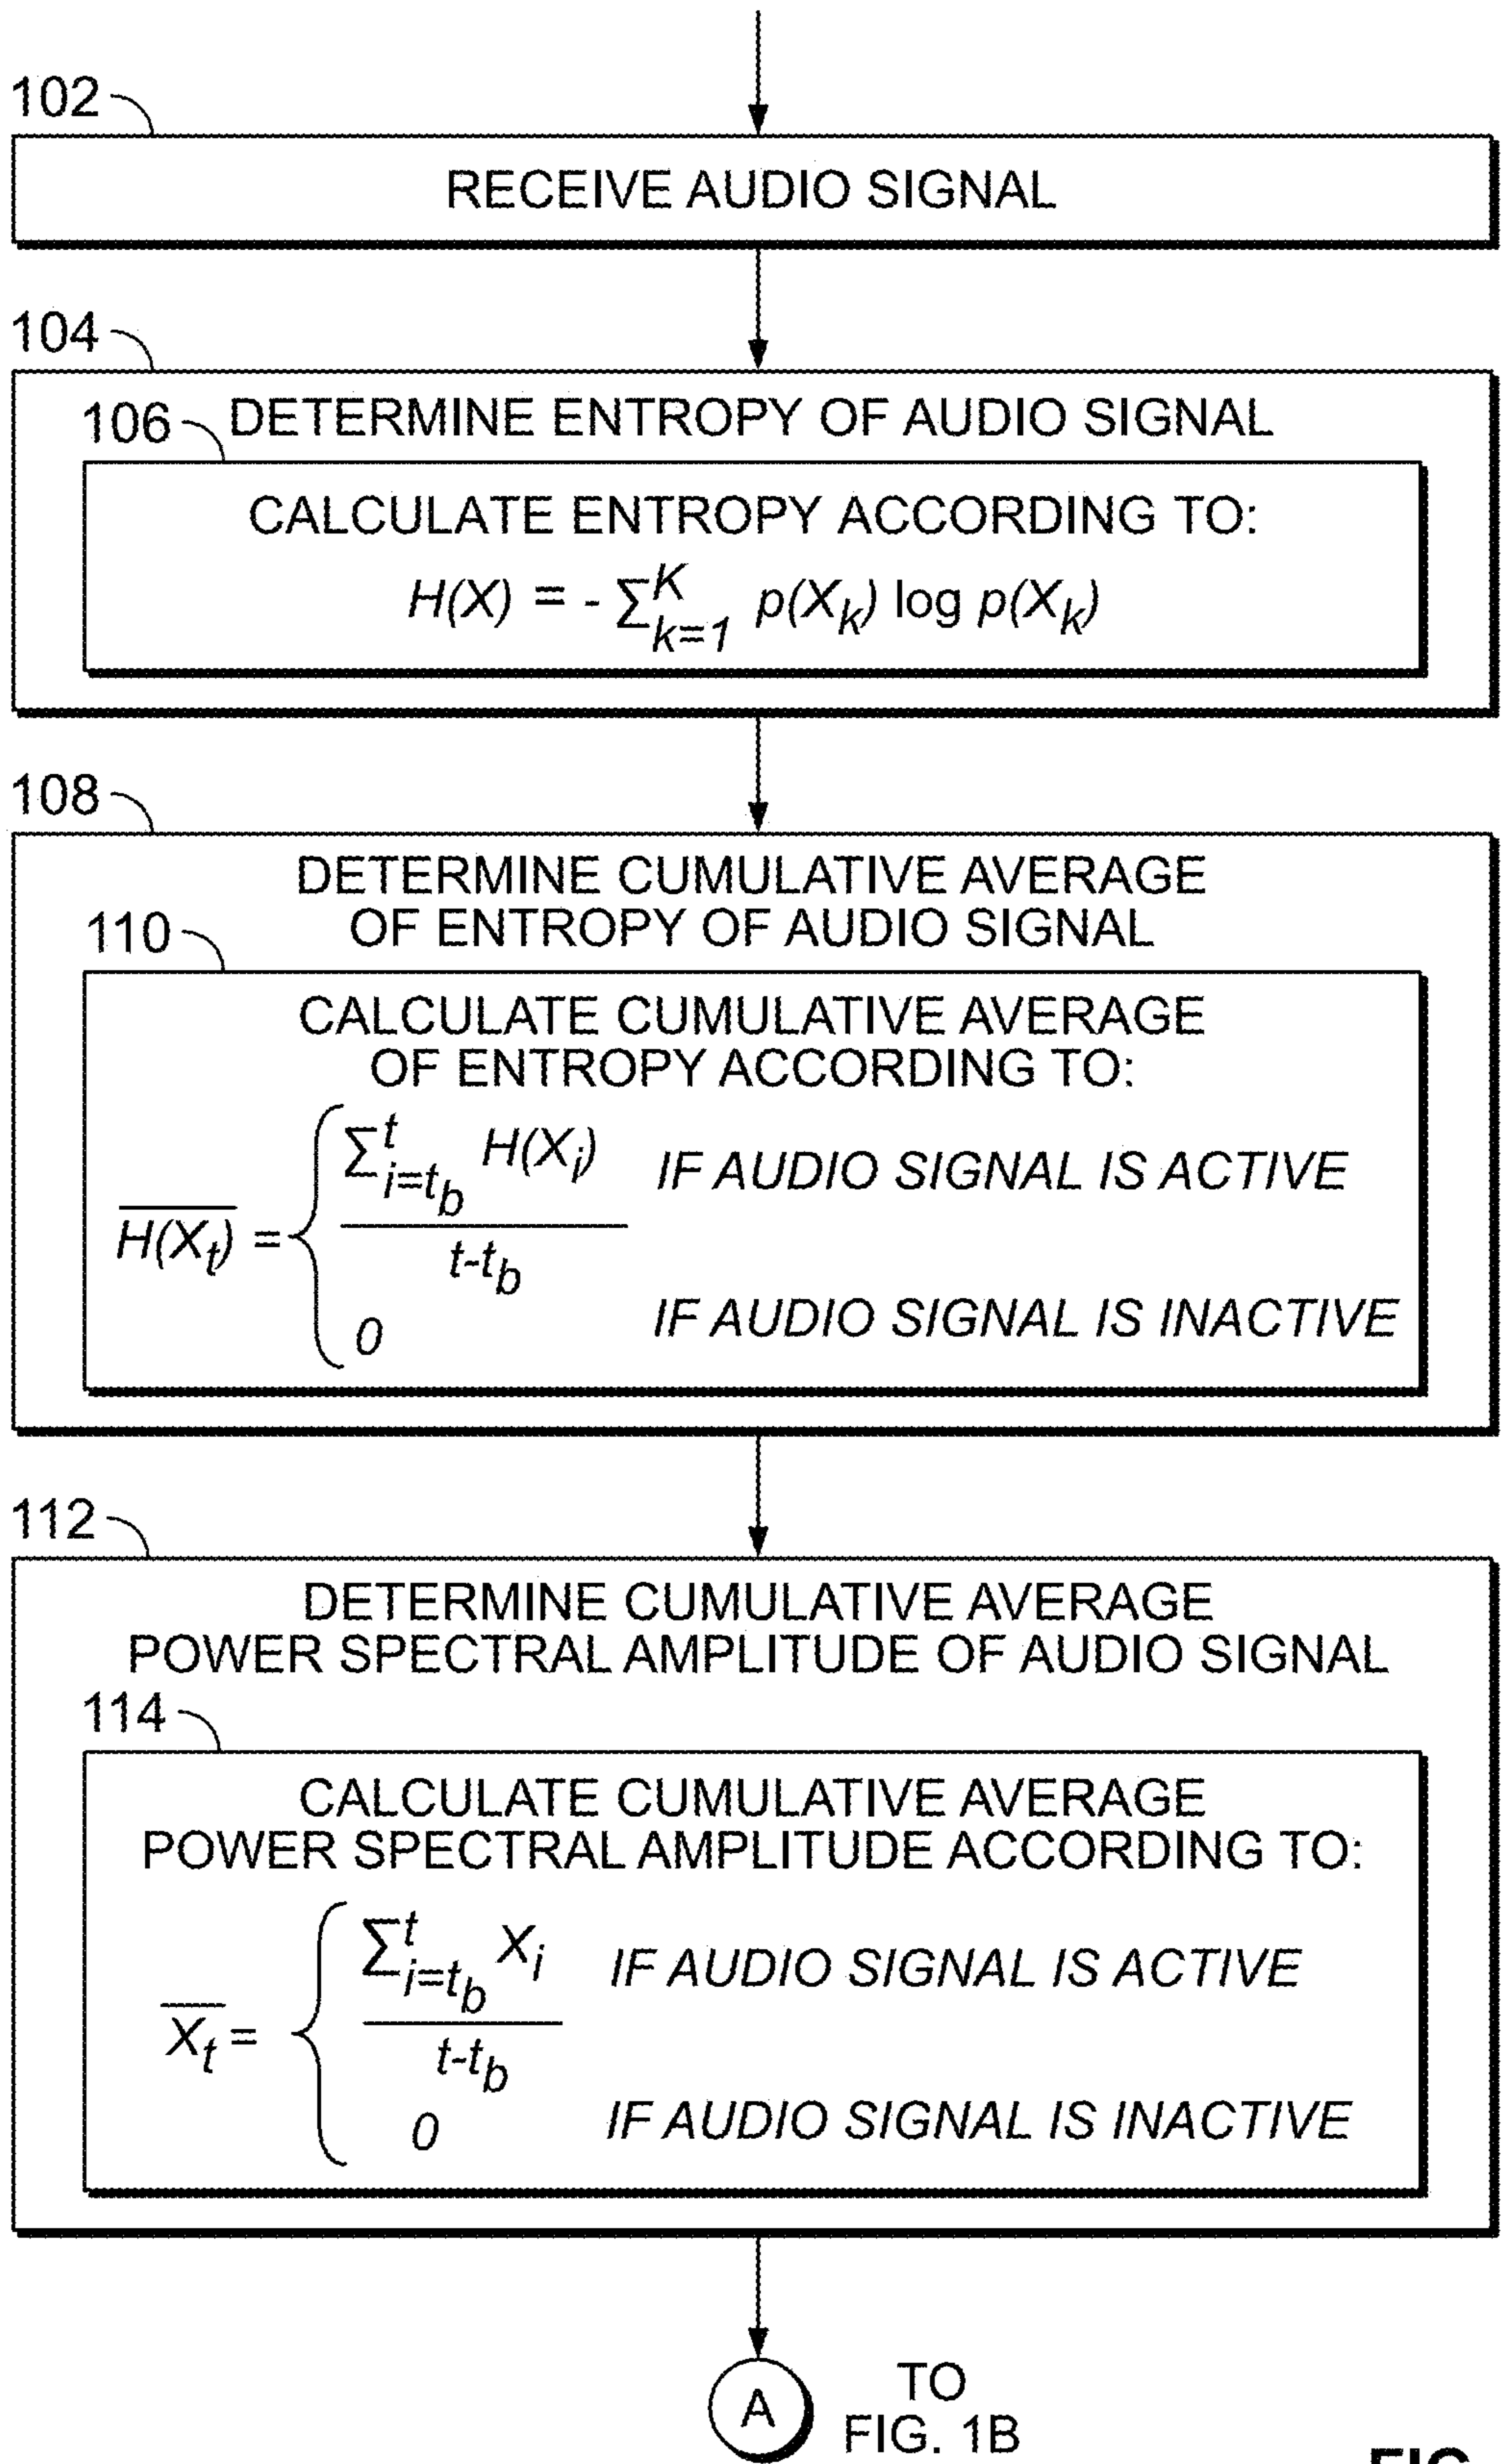 102
RECEIVE AUDIO SIGNAL
104
DETERMINE ENTROPY OF AUDIO SIGNAL
106
CALCULATE ENTROPY ACCORDING TO:
H(X) = - ∑_{k=1}^{K} p(X_k) log p(X_k)
108
DETERMINE CUMULATIVE AVERAGE
OF ENTROPY OF AUDIO SIGNAL
110
CALCULATE CUMULATIVE AVERAGE
OF ENTROPY ACCORDING TO:
∑_{i=t_b}^{t} H(X_i) IF AUDIO SIGNAL IS ACTIVE
H(X_t) =
t-t_b
0 IF AUDIO SIGNAL IS INACTIVE
112
DETERMINE CUMULATIVE AVERAGE
POWER SPECTRAL AMPLITUDE OF AUDIO SIGNAL
114
CALCULATE CUMULATIVE AVERAGE
POWER SPECTRAL AMPLITUDE ACCORDING TO:
∑_{i=t_b}^{t} X_i IF AUDIO SIGNAL IS ACTIVE
X_t =
t-t_b
0 IF AUDIO SIGNAL IS INACTIVE
A
TO
FIG. 1B